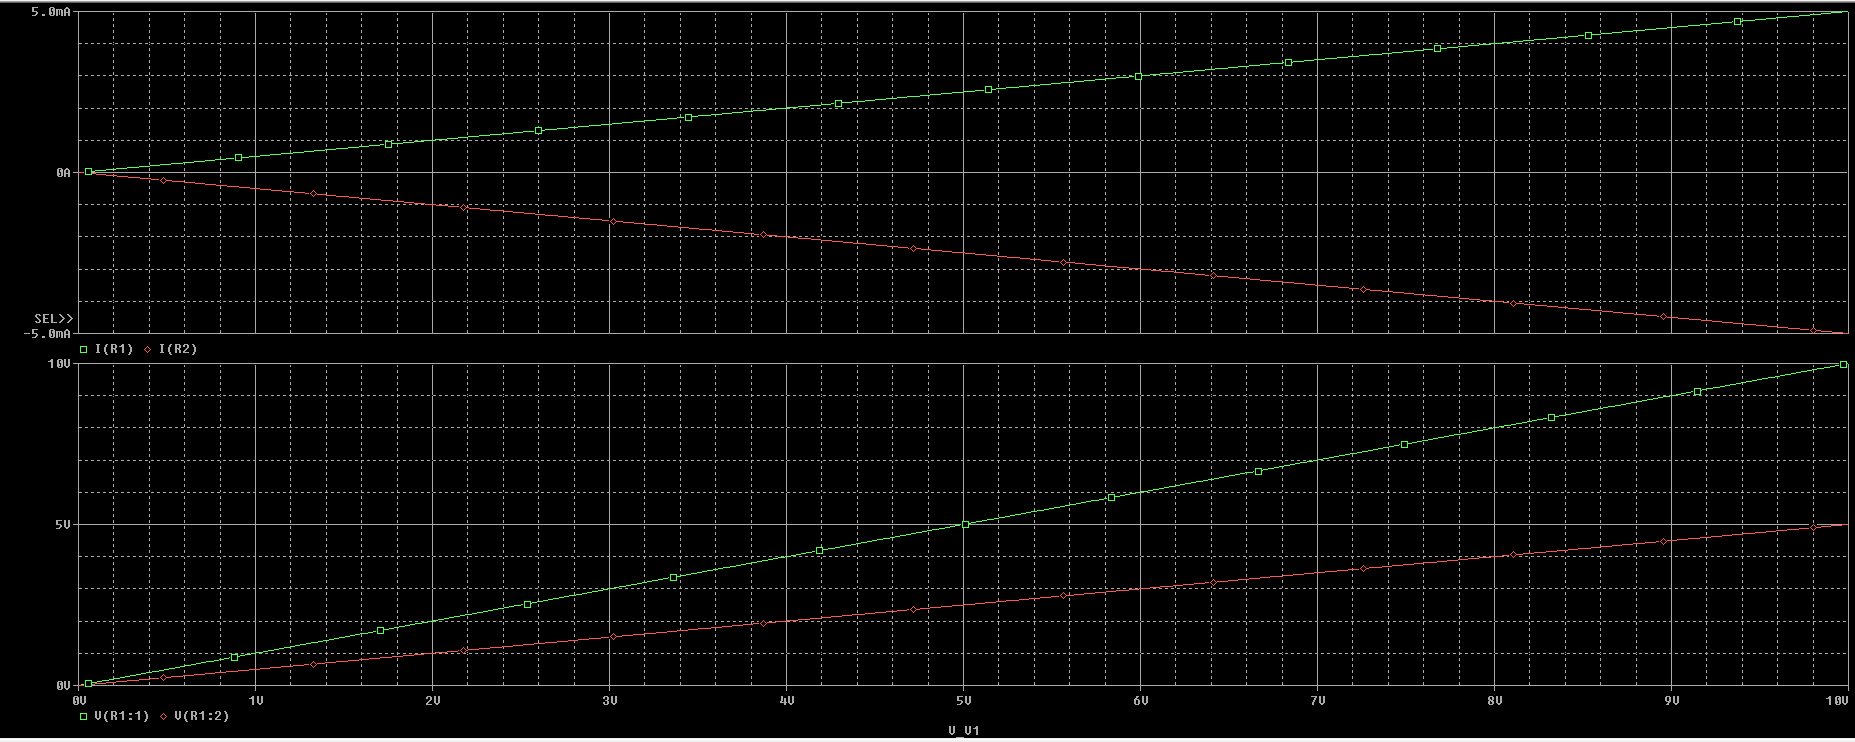 5.0mA
0A
SEL>>
-5.0mA
I(R1) I(R2)
10V
5V
0V
0V 1V 2V 3V 4V 5V 6V 7V 8V 9V 10V
V(R1:1) V(R1:2)
V_V1